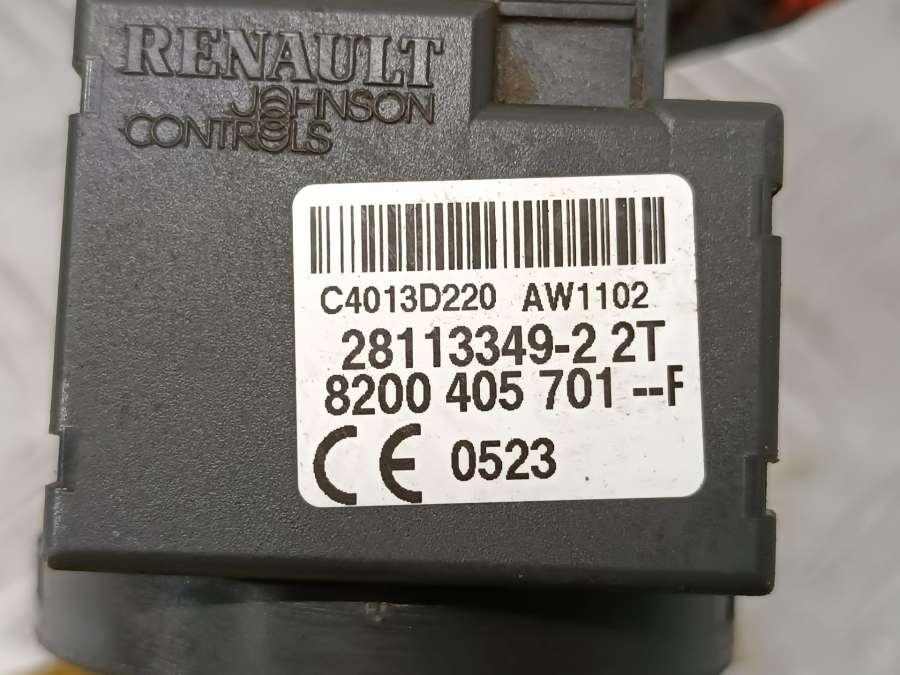 RENAULT
JOHNSON
CONTROLS
C4013D220 AW1102
28113349-2 2T
8200 405 701 --F
CE 0523